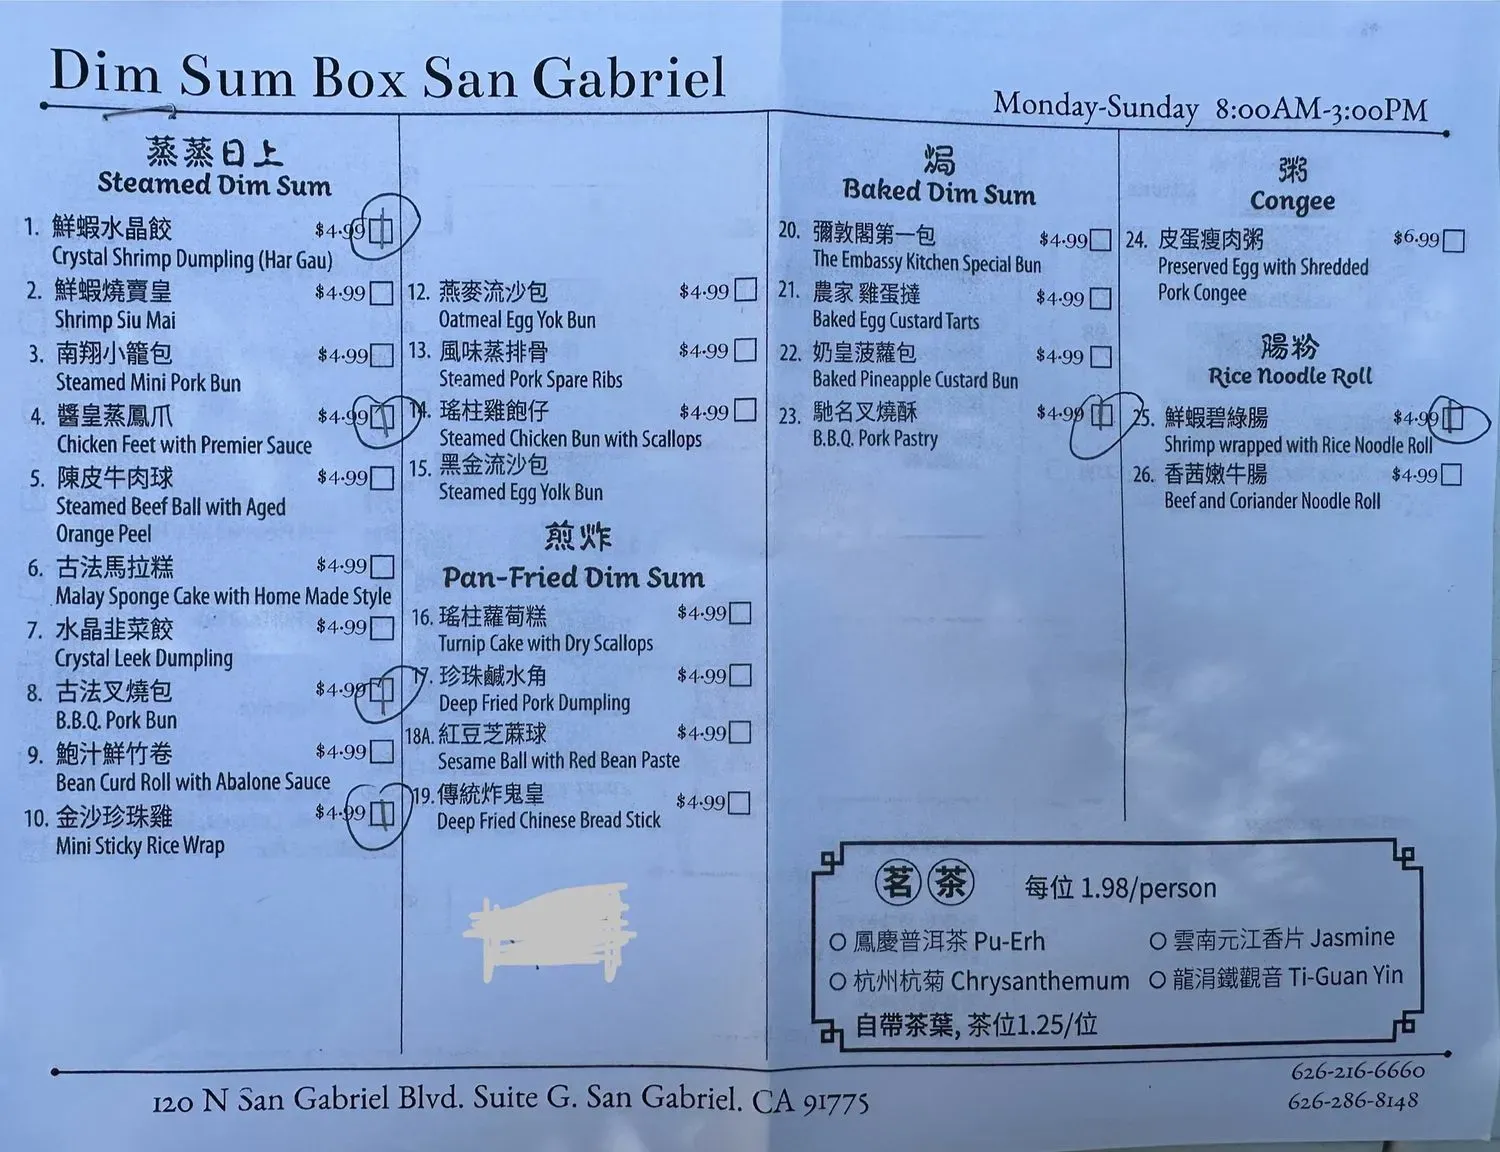 Dim Sum Box San Gabriel
Monday-Sunday 8:00AM-3:00PM
蒸蒸日上
Steamed Dim Sum
1. 鮮蝦水晶餃 $4.99
Crystal Shrimp Dumpling (Har Gau)
2. 鮮蝦燒賣皇 $4.99
Shrimp Siu Mai
3. 南翔小籠包 $4.99
Steamed Mini Pork Bun
4. 醬皇蒸鳳爪 $4.99
Chicken Feet with Premier Sauce
5. 陳皮牛肉球 $4.99
Steamed Beef Ball with Aged
Orange Peel
6. 古法馬拉糕 $4.99
Malay Sponge Cake with Home Made Style
7. 水晶韭菜餃 $4.99
Crystal Leek Dumpling
8. 古法叉燒包 $4.99
B.B.Q. Pork Bun
9. 鮑汁鮮竹卷 $4.99
Bean Curd Roll with Abalone Sauce
10. 金沙珍珠雞 $4.99
Mini Sticky Rice Wrap
12. 燕麥流沙包 $4.99
Oatmeal Egg Yok Bun
13. 風味蒸排骨 $4.99
Steamed Pork Spare Ribs
14. 瑤柱雞飽仔 $4.99
Steamed Chicken Bun with Scallops
15. 黑金流沙包
Steamed Egg Yolk Bun
煎炸
Pan-Fried Dim Sum
16. 瑤柱蘿蔔糕 $4.99
Turnip Cake with Dry Scallops
17. 珍珠鹹水角 $4.99
Deep Fried Pork Dumpling
18A. 紅豆芝蔴球 $4.99
Sesame Ball with Red Bean Paste
19. 傳統炸鬼皇 $4.99
Deep Fried Chinese Bread Stick
焗
Baked Dim Sum
20. 彌敦閣第一包 $4.99
The Embassy Kitchen Special Bun
21. 農家 雞蛋撻 $4.99
Baked Egg Custard Tarts
22. 奶皇菠蘿包 $4.99
Baked Pineapple Custard Bun
23. 馳名叉燒酥 $4.99
B.B.Q. Pork Pastry
粥
Congee
24. 皮蛋瘦肉粥 $6.99
Preserved Egg with Shredded
Pork Congee
腸粉
Rice Noodle Roll
25. 鮮蝦碧綠腸 $4.99
Shrimp wrapped with Rice Noodle Roll
26. 香茜嫩牛腸 $4.99
Beef and Coriander Noodle Roll
茗茶 每位 1.98/person
鳳慶普洱茶 Pu-Erh
雲南元江香片 Jasmine
杭州杭菊 Chrysanthemum
龍涓鐵觀音 Ti-Guan Yin
自帶茶葉, 茶位1.25/位
120 N San Gabriel Blvd. Suite G. San Gabriel. CA 91775
626-216-6660
626-286-8148